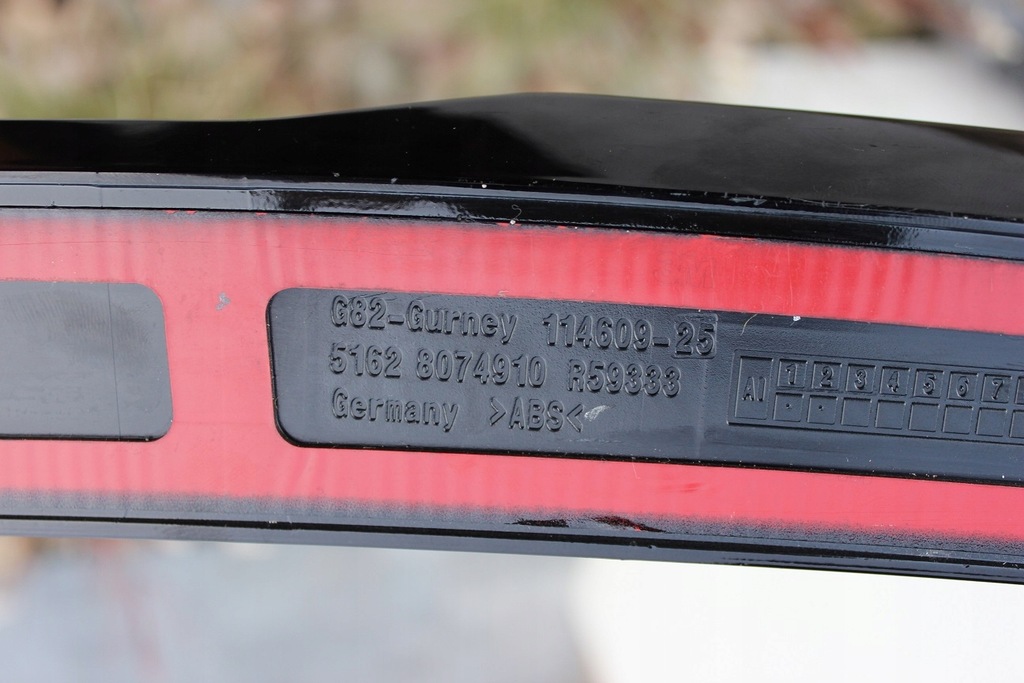 G82-Gurney 114609-25
5162 8074910 R59333
Germany >ABS<
AI 1 2 3 4 5 6 7